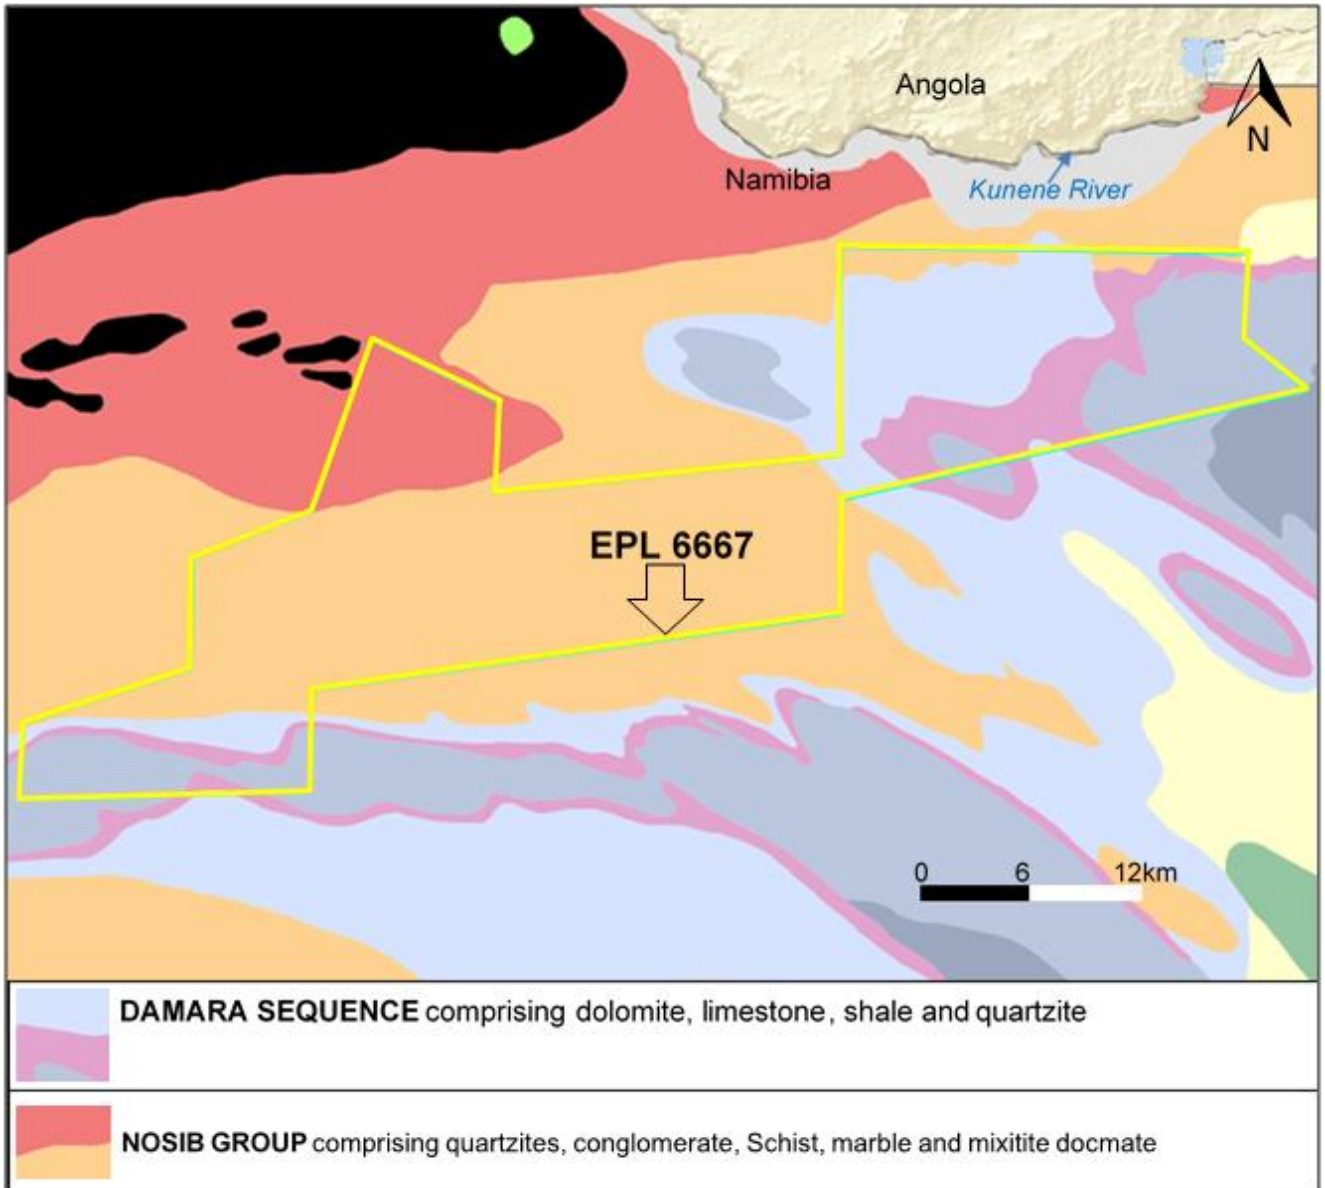 Angola
N
Namibia
Kunene River
EPL 6667
0 6 12km
DAMARA SEQUENCE comprising dolomite, limestone, shale and quartzite
NOSIB GROUP comprising quartzites, conglomerate, Schist, marble and mixitite docmate